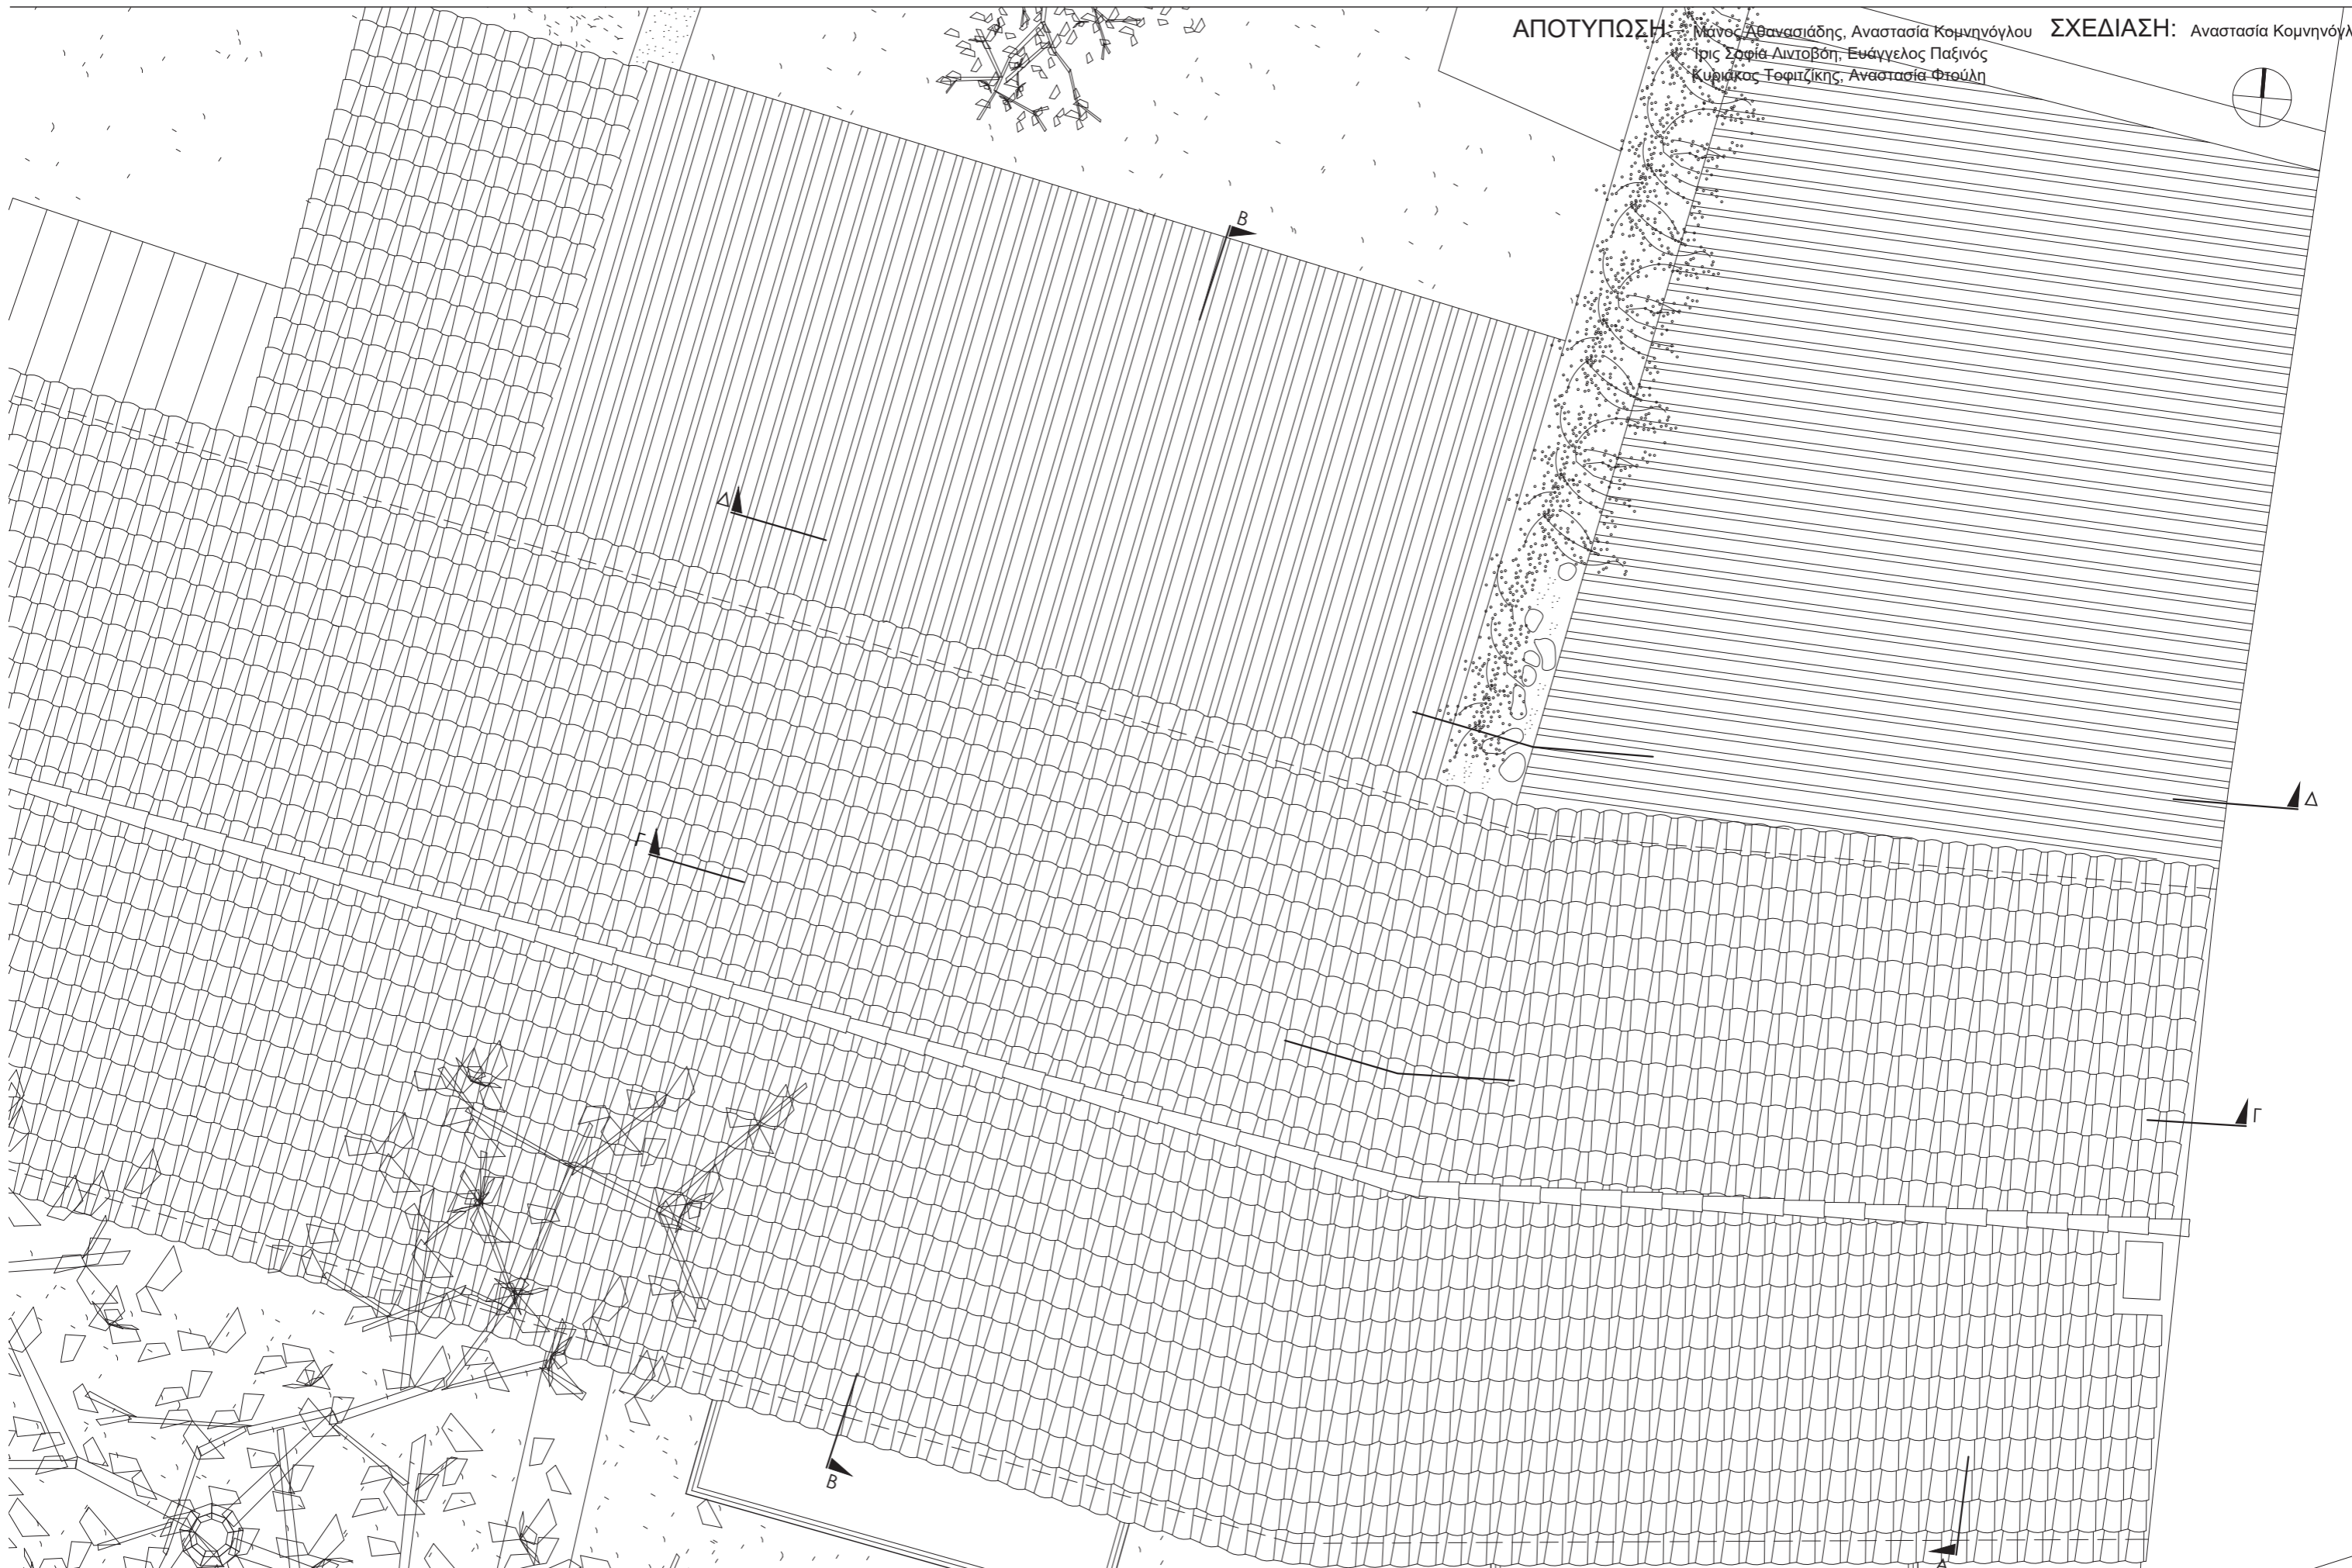 ΑΠΟΤΥΠΩΣΗ: Μάνος Αθανασιάδης, Αναστασία Κομνηνόγλου ΣΧΕΔΙΑΣΗ: Αναστασία Κομνηνόγλ
Ίρις Σοφία Λιντοβόη, Ευάγγελος Παξινός
Κυριάκος Τοφιτζίκης, Αναστασία Φτούλη
Β
Δ
Δ
Γ
Γ
Β
Α